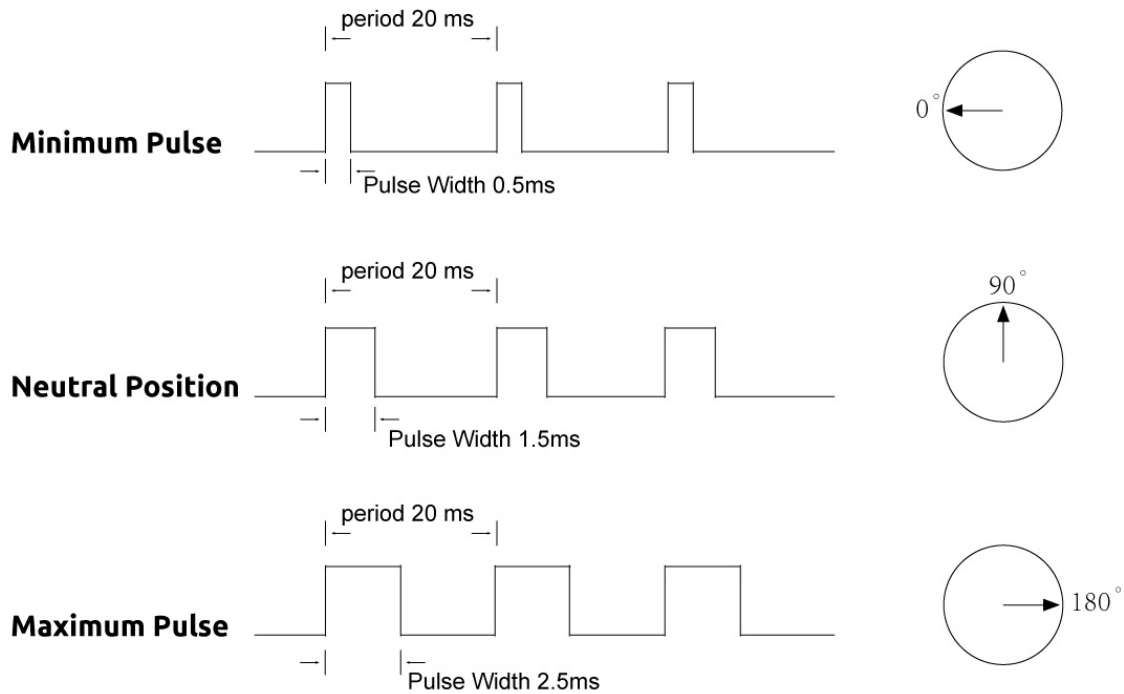 period 20 ms
0°
Minimum Pulse
Pulse Width 0.5ms
period 20 ms
90°
Neutral Position
Pulse Width 1.5ms
period 20 ms
180°
Maximum Pulse
Pulse Width 2.5ms